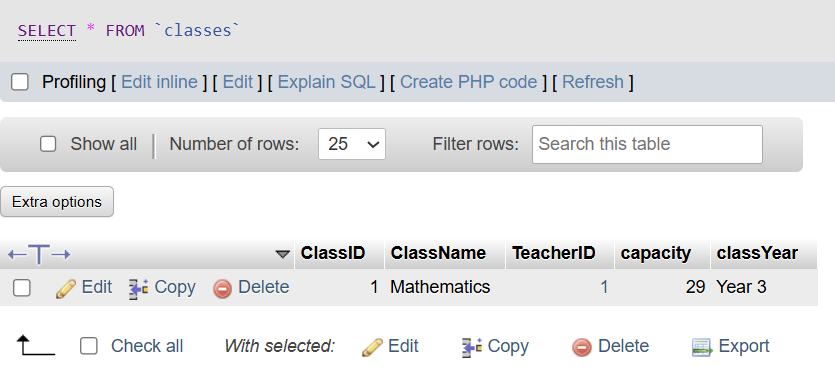 SELECT * FROM `classes`
Profiling [ Edit inline ] [ Edit ] [ Explain SQL ] [ Create PHP code ] [ Refresh ]
Show all | Number of rows: 25 Filter rows: Search this table
Extra options
←T→ ClassID ClassName TeacherID capacity classYear
Edit Copy Delete 1 Mathematics 1 29 Year 3
Check all With selected: Edit Copy Delete Export